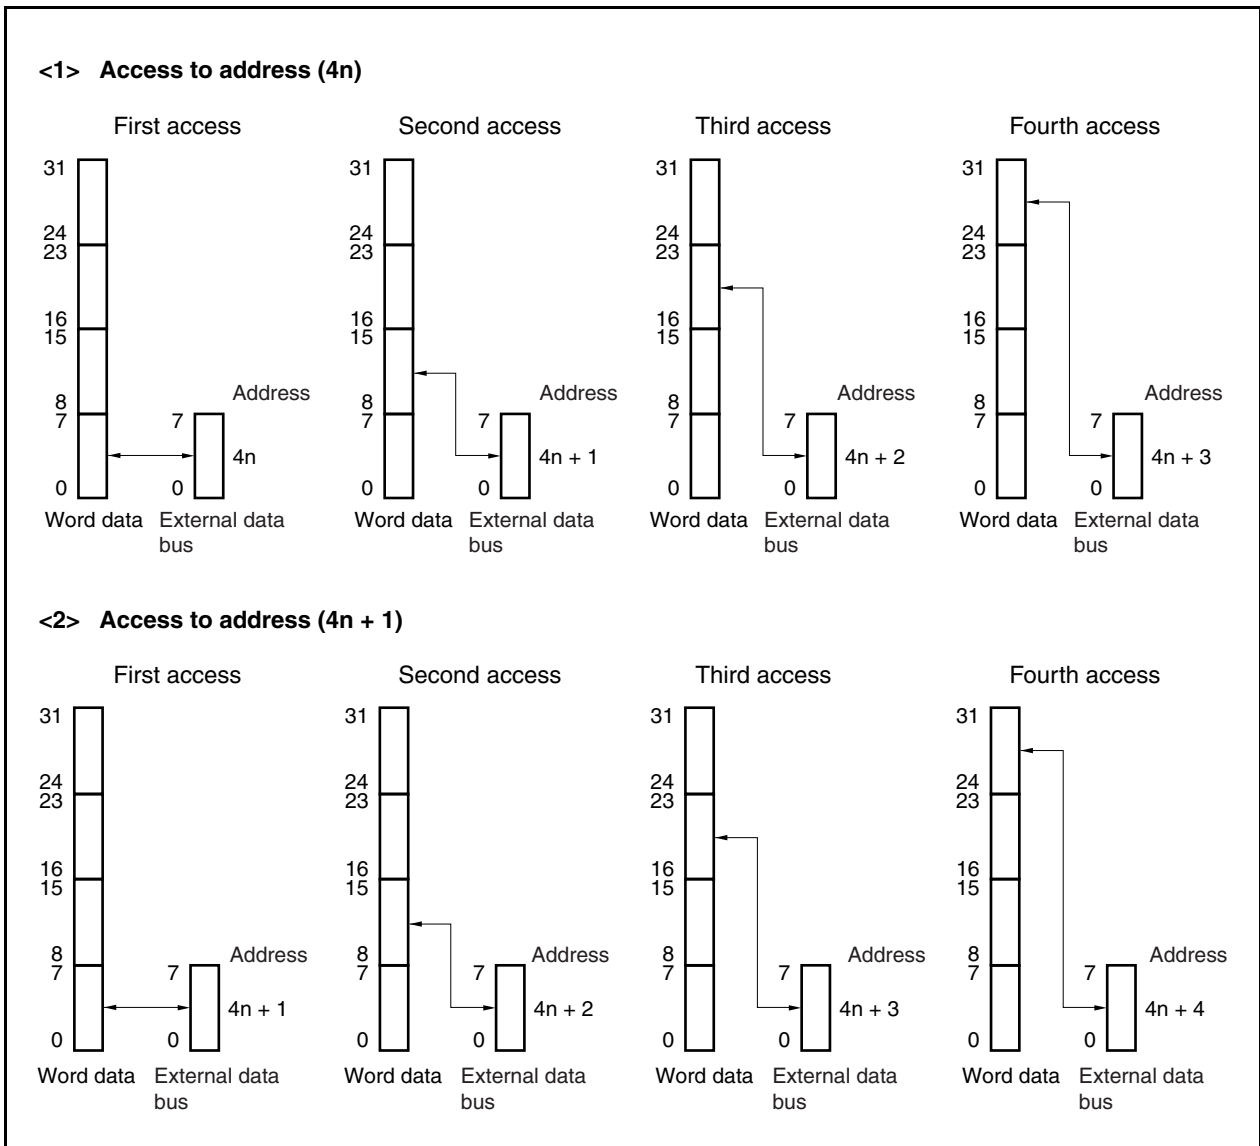 <1> Access to address (4n)
First access Second access Third access Fourth access
31 31 31 31
24 24 24 24
23 23 23 23
16 16 16 16
15 15 15 15
Address Address Address Address
8 8 8 8
7 7 7 7 7 7 7 7
4n 4n + 1 4n + 2 4n + 3
0 0 0 0 0 0 0 0
Word data External data Word data External data Word data External data Word data External data
bus bus bus bus
<2> Access to address (4n + 1)
First access Second access Third access Fourth access
31 31 31 31
24 24 24 24
23 23 23 23
16 16 16 16
15 15 15 15
Address Address Address Address
8 8 8 8
7 7 7 7 7 7 7 7
4n + 1 4n + 2 4n + 3 4n + 4
0 0 0 0 0 0 0 0
Word data External data Word data External data Word data External data Word data External data
bus bus bus bus